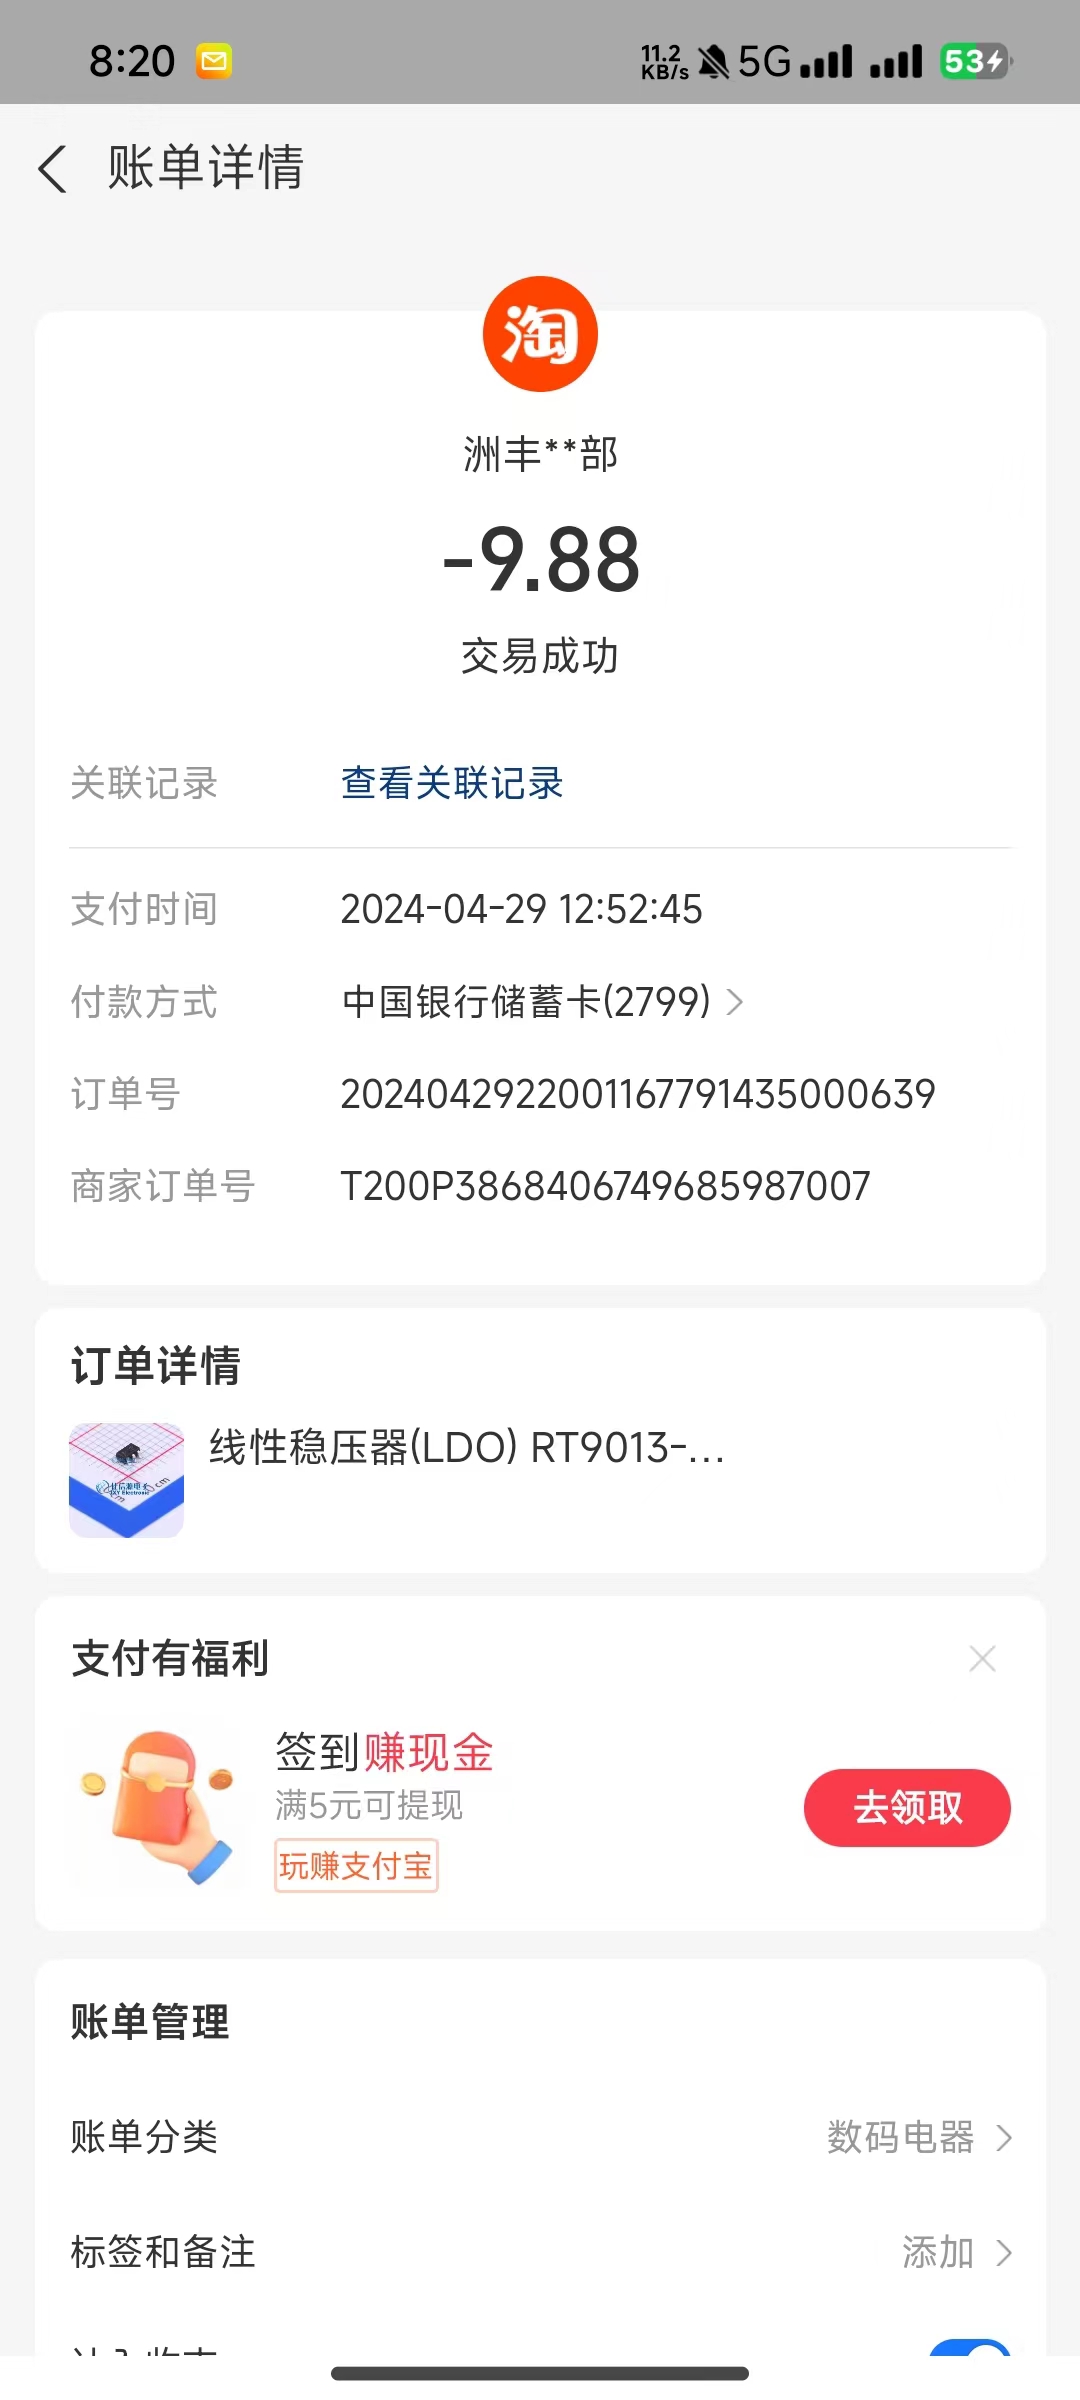 8:20
11.2 KB/s 5G 53
账单详情
淘
洲丰**部
-9.88
交易成功
关联记录 查看关联记录
支付时间 2024-04-29 12:52:45
付款方式 中国银行储蓄卡(2799)
订单号 2024042922001167791435000639
商家订单号 T200P3868406749685987007
订单详情
线性稳压器(LDO) RT9013-...
支付有福利
签到赚现金
满5元可提现
玩赚支付宝
去领取
账单管理
账单分类 数码电器
标签和备注 添加